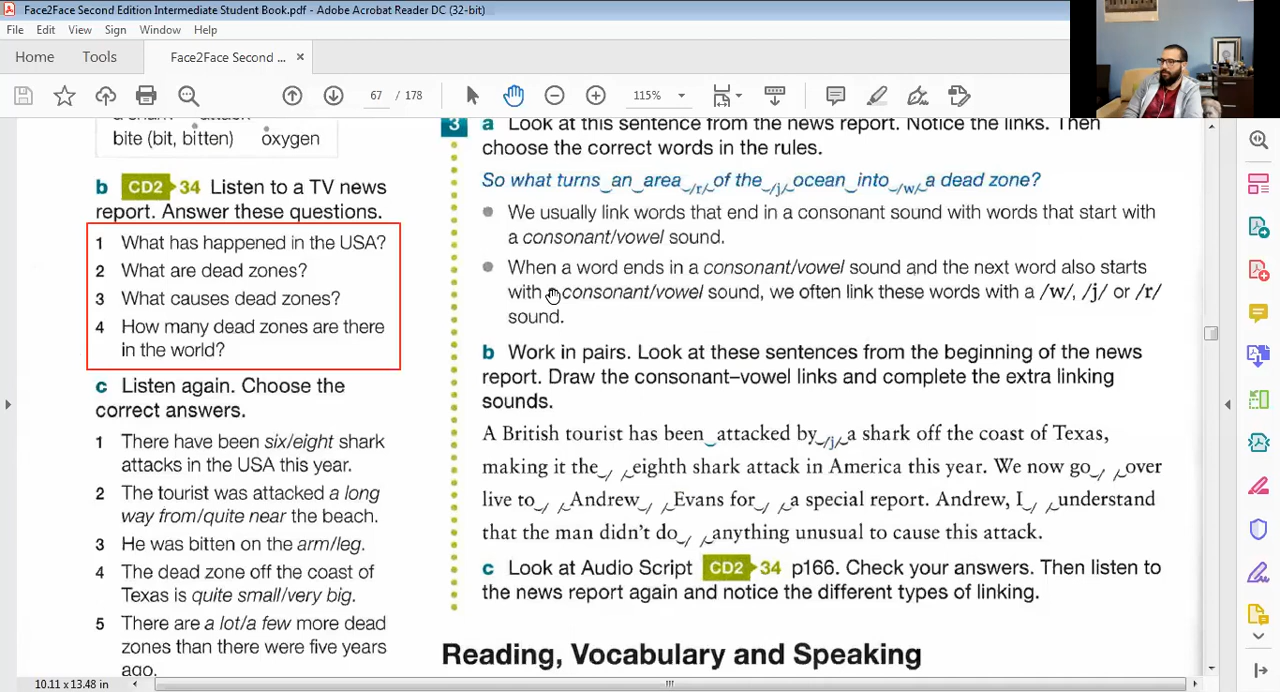 Face2Face Second Edition Intermediate Student Book.pdf - Adobe Acrobat Reader DC (32-bit)
File Edit View Sign Window Help
Home Tools Face2Face Second ... ×
67 / 178 115%
bite (bit, bitten) oxygen
b CD2 34 Listen to a TV news
report. Answer these questions.
1 What has happened in the USA?
2 What are dead zones?
3 What causes dead zones?
4 How many dead zones are there
in the world?
c Listen again. Choose the
correct answers.
1 There have been six/eight shark
attacks in the USA this year.
2 The tourist was attacked a long
way from/quite near the beach.
3 He was bitten on the arm/leg.
4 The dead zone off the coast of
Texas is quite small/very big.
5 There are a lot/a few more dead
zones than there were five years
ago.
3 a Look at this sentence from the news report. Notice the links. Then
choose the correct words in the rules.
So what turns an area /r/ of the /j/ ocean into /w/ a dead zone?
We usually link words that end in a consonant sound with words that start with
a consonant/vowel sound.
When a word ends in a consonant/vowel sound and the next word also starts
with a consonant/vowel sound, we often link these words with a /w/, /j/ or /r/
sound.
b Work in pairs. Look at these sentences from the beginning of the news
report. Draw the consonant–vowel links and complete the extra linking
sounds.
A British tourist has been attacked by /j/ a shark off the coast of Texas,
making it the / / eighth shark attack in America this year. We now go / / over
live to / / Andrew / / Evans for / / a special report. Andrew, I / / understand
that the man didn't do / / anything unusual to cause this attack.
c Look at Audio Script CD2 34 p166. Check your answers. Then listen to
the news report again and notice the different types of linking.
Reading, Vocabulary and Speaking
10.11 x 13.48 in